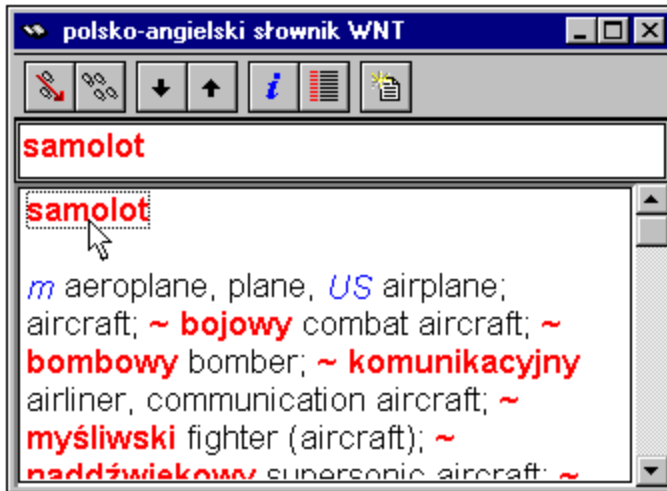 polsko-angielski słownik WNT
i
samolot
samolot
m aeroplane, plane, US airplane;
aircraft; ~ bojowy combat aircraft; ~
bombowy bomber; ~ komunikacyjny
airliner, communication aircraft; ~
myśliwski fighter (aircraft); ~
naddźwiekowy supersonic aircraft; ~